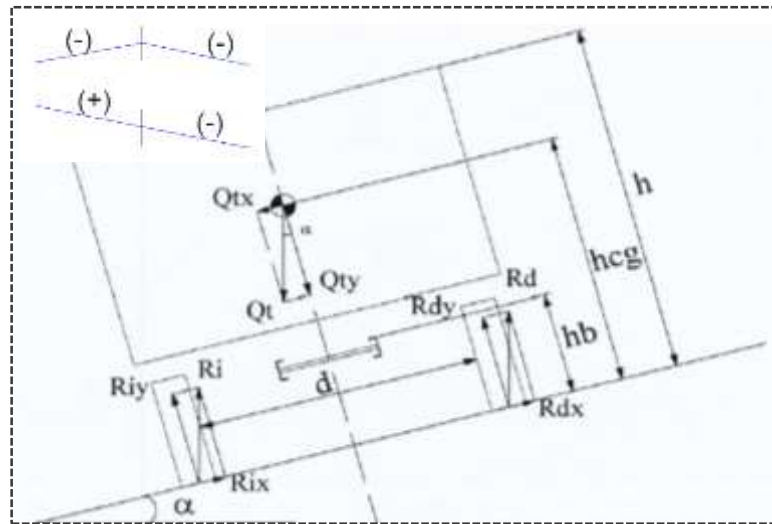 (-) (-)
(+) (-)
h
Qtx
α
hcg
Qty
Qt
Rd
Rdy
hb
Ri
Riy
d
Rdx
Rix
α